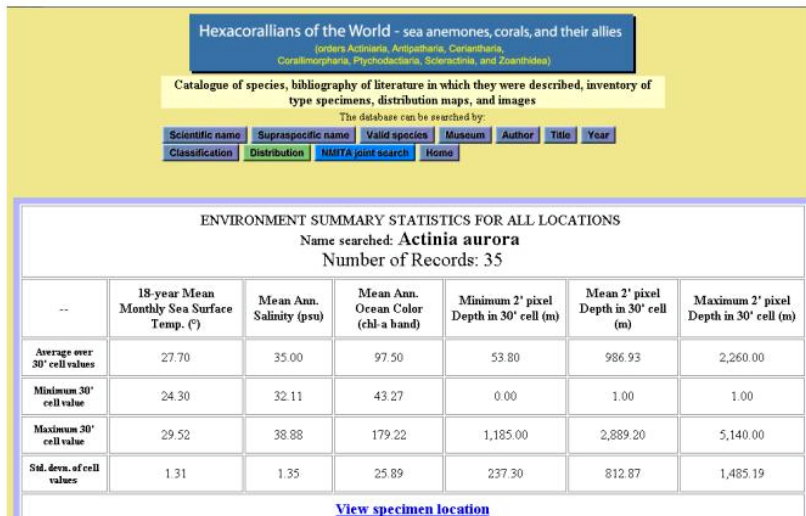 Hexacorallians of the World - sea anemones, corals, and their allies
(orders Actiniaria, Antipatharia, Ceriantharia,
Corallimorpharia, Ptychodactiaria, Scleractinia, and Zoanthidea)
Catalogue of species, bibliography of literature in which they were described, inventory of
type specimens, distribution maps, and images
The database can be searched by:
Scientific name Supraspecific name Valid species Museum Author Title Year
Classification Distribution NMITA joint search Home
ENVIRONMENT SUMMARY STATISTICS FOR ALL LOCATIONS
Name searched: Actinia aurora
Number of Records: 35
-- 18-year Mean Monthly Sea Surface Temp. (°) Mean Ann. Salinity (psu) Mean Ann. Ocean Color (chl-a band) Minimum 2' pixel Depth in 30' cell (m) Mean 2' pixel Depth in 30' cell (m) Maximum 2' pixel Depth in 30' cell (m)
Average over 30' cell values 27.70 35.00 97.50 53.80 986.93 2,260.00
Minimum 30' cell value 24.30 32.11 43.27 0.00 1.00 1.00
Maximum 30' cell value 29.52 38.88 179.22 1,185.00 2,889.20 5,140.00
Std. devn. of cell values 1.31 1.35 25.89 237.30 812.87 1,485.19
View specimen location